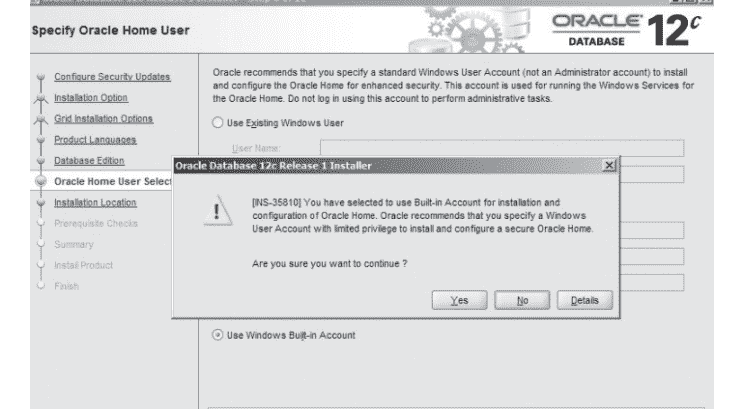 Specify Oracle Home User
ORACLE
DATABASE
12c
Configure Security Updates
Installation Option
Grid Installation Options
Product Languages
Database Edition
Oracle Home User Select
Installation Location
Prerequisite Checks
Summary
Install Product
Finish
Oracle recommends that you specify a standard Windows User Account (not an Administrator account) to install
and configure the Oracle Home for enhanced security. This account is used for running the Windows Services for
the Oracle Home. Do not log in using this account to perform administrative tasks.
Use Existing Windows User
User Name:
Oracle Database 12c Release 1 Installer
[INS-35810] You have selected to use Built-in Account for installation and
configuration of Oracle Home. Oracle recommends that you specify a Windows
User Account with limited privilege to install and configure a secure Oracle Home.
Are you sure you want to continue ?
Yes
No
Details
Use Windows Built-in Account